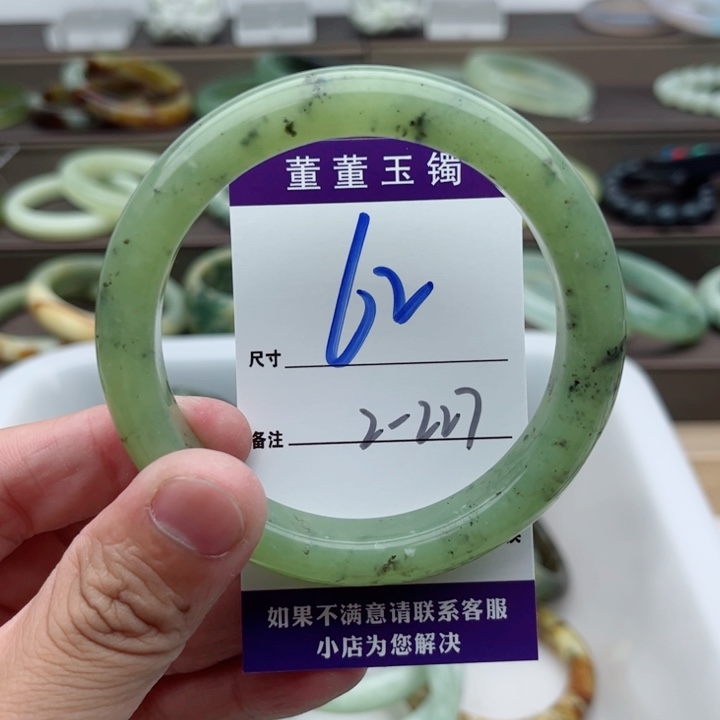 董董玉镯
62
尺寸
备注 2-227
如果不满意请联系客服
小店为您解决